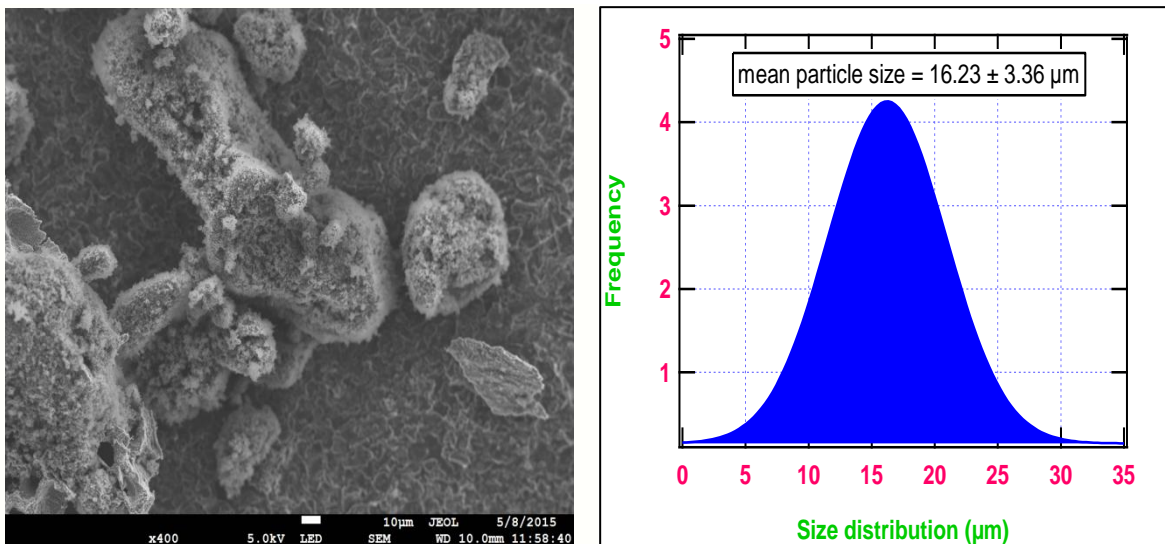 10µm JEOL 5/8/2015
x400 5.0kV LED SEM WD 10.0mm 11:58:40
mean particle size = 16.23 ± 3.36 µm
5
4
3
2
1
Frequency
0 5 10 15 20 25 30 35
Size distribution (µm)